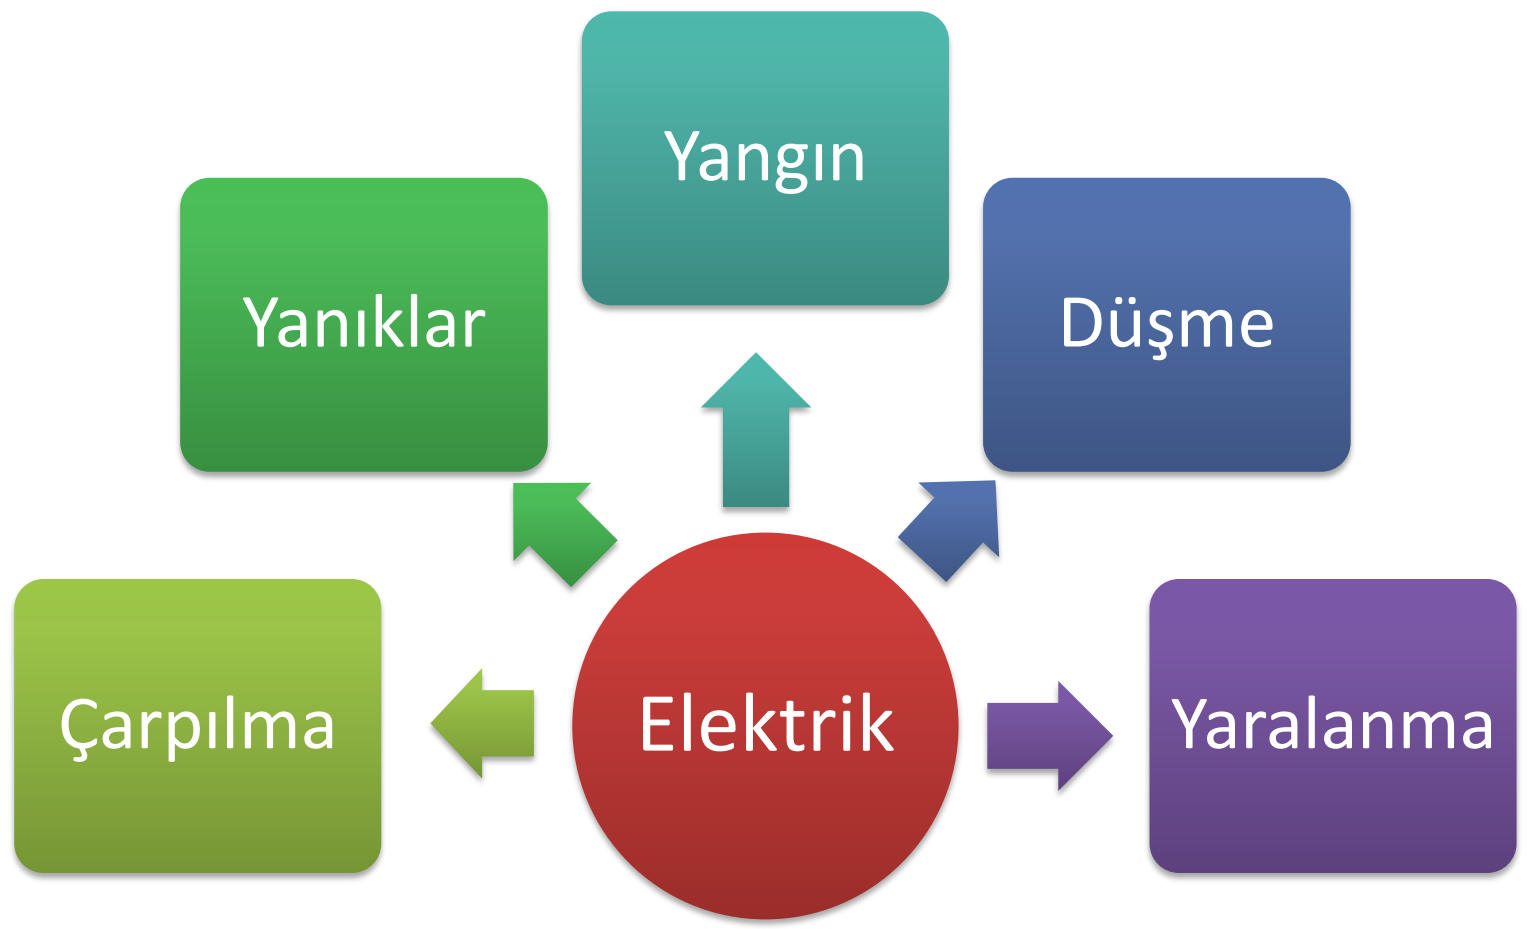 Yangın
Yanıklar
Düşme
Çarpılma
Elektrik
Yaralanma